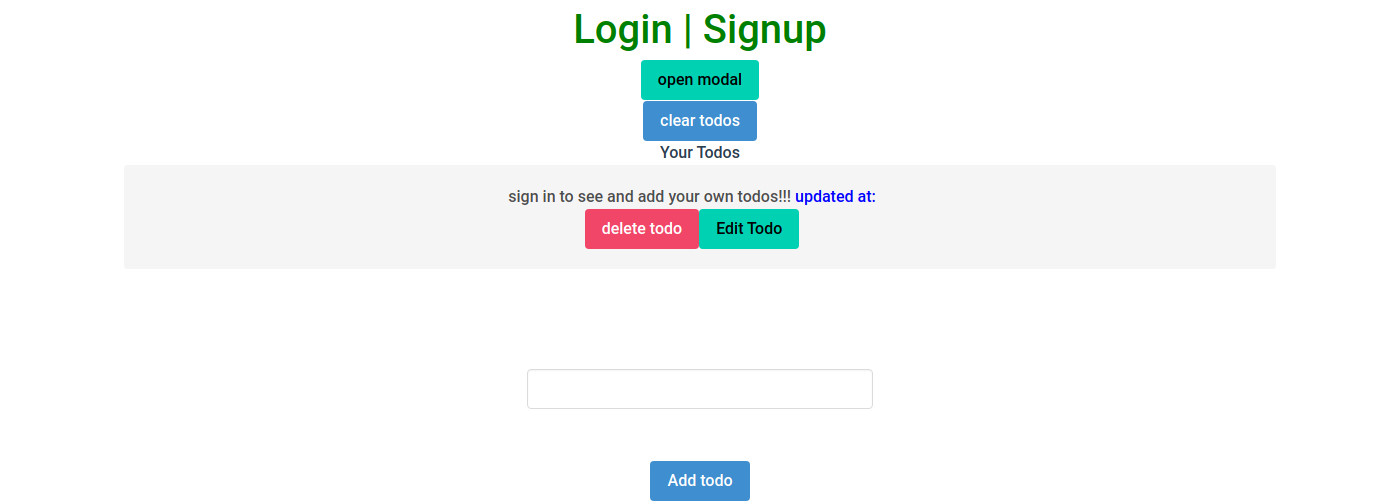 Login | Signup
open modal
clear todos
Your Todos
sign in to see and add your own todos!!! updated at:
delete todo Edit Todo
Add todo